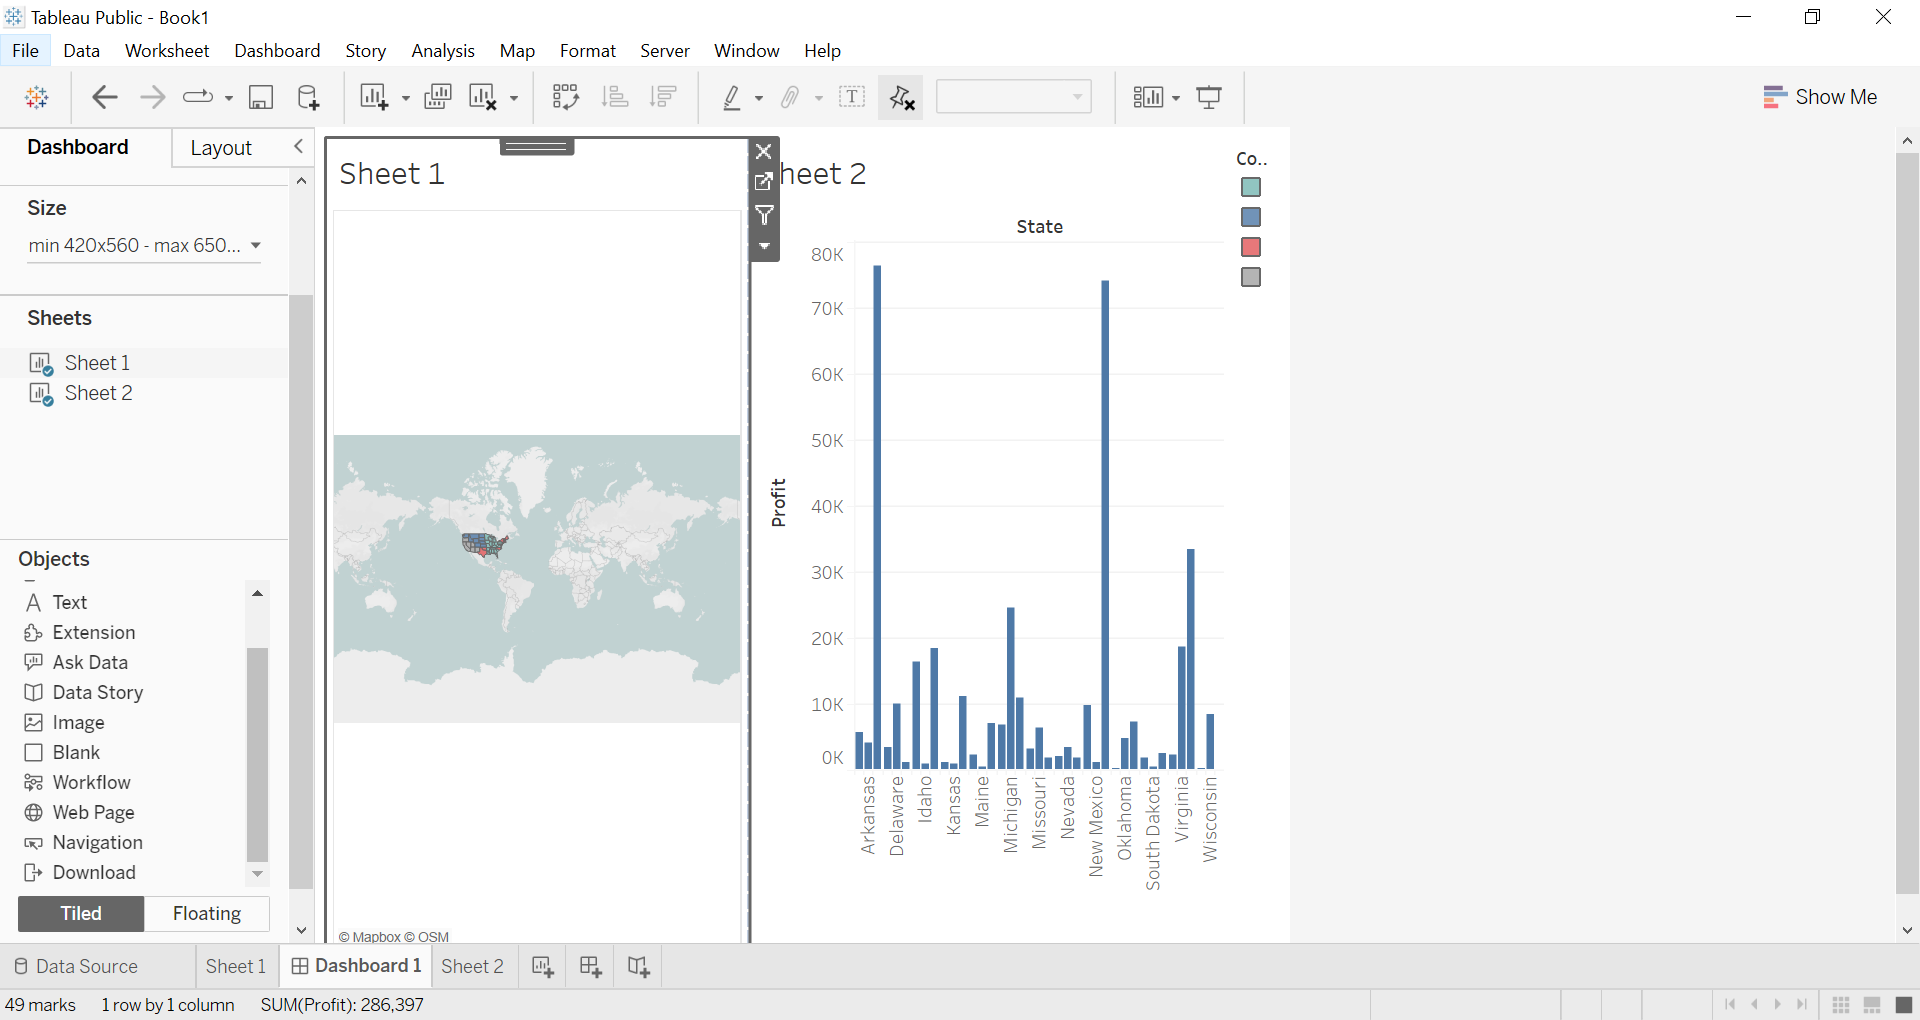 Tableau Public - Book1
File Data Worksheet Dashboard Story Analysis Map Format Server Window Help
Show Me
Dashboard Layout
Size
min 420x560 - max 650...
Sheets
Sheet 1
Sheet 2
Objects
Text
Extension
Ask Data
Data Story
Image
Blank
Workflow
Web Page
Navigation
Download
Tiled Floating
Sheet 1
© Mapbox © OSM
heet 2
State
Profit
80K
70K
60K
50K
40K
30K
20K
10K
0K
Arkansas
Delaware
Idaho
Kansas
Maine
Michigan
Missouri
Nevada
New Mexico
Oklahoma
South Dakota
Virginia
Wisconsin
Co..
Data Source Sheet 1 Dashboard 1 Sheet 2
49 marks 1 row by 1 column SUM(Profit): 286,397